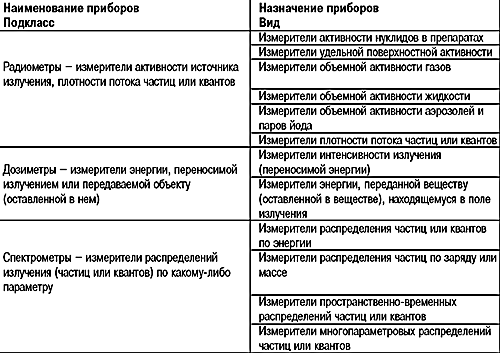 Наименование приборов
Подкласс
Назначение приборов
Вид
Радиометры – измерители активности источника
излучения, плотности потока частиц или квантов
Измерители активности нуклидов в препаратах
Измерители удельной поверхностной активности
Измерители объемной активности газов
Измерители объемной активности жидкости
Измерители объемной активности аэрозолей и
паров йода
Измерители плотности потока частиц или квантов
Дозиметры – измерители энергии, переносимой
излучением или передаваемой объекту
(оставленной в нем)
Измерители интенсивности излучения
(переносимой энергии)
Измерители энергии, переданной веществу
(оставленной в веществе), находящемуся в поле
излучения
Спектрометры – измерители распределений
излучения (частиц или квантов) по какому-либо
параметру
Измерители распределения частиц или квантов
по энергии
Измерители распределения частиц по заряду или
массе
Измерители пространственно-временных
распределений частиц или квантов
Измерители многопараметровых распределений
частиц или квантов